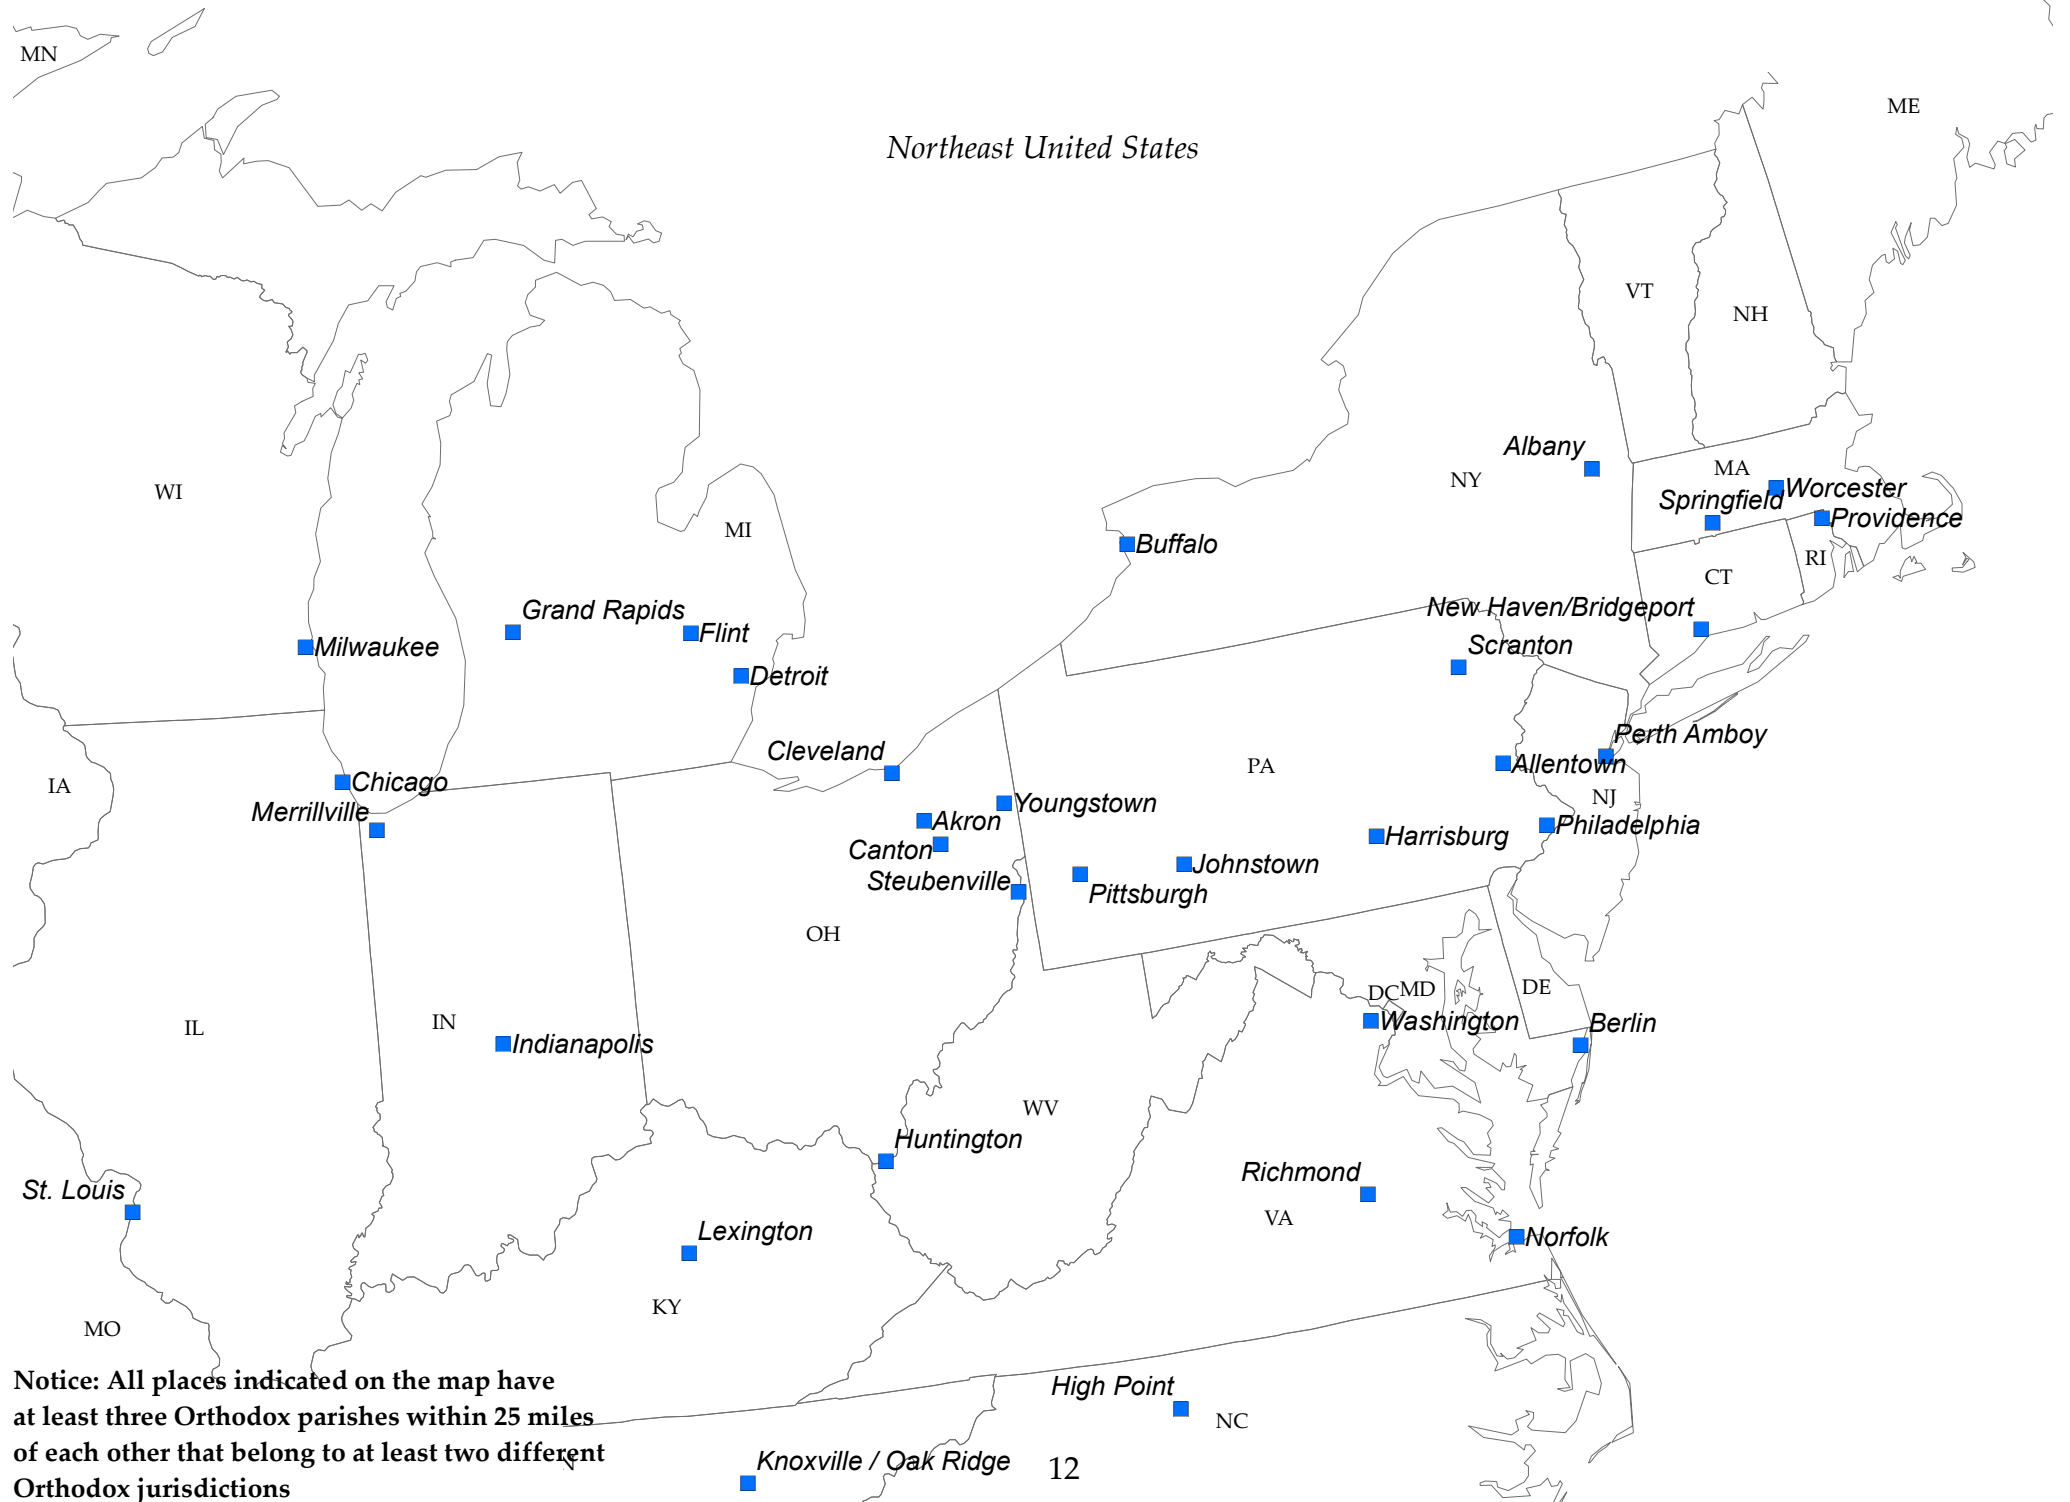 MN
ME
Northeast United States
VT
NH
Albany
NY
MA
WI
Worcester
Springfield
Providence
MI
Buffalo
RI
CT
Grand Rapids
New Haven/Bridgeport
Flint
Milwaukee
Scranton
Detroit
Perth Amboy
Cleveland
Allentown
PA
IA
Chicago
NJ
Merrillville
Youngstown
Akron
Philadelphia
Harrisburg
Canton
Johnstown
Steubenville
Pittsburgh
OH
DC
MD
DE
IL
IN
Washington
Berlin
Indianapolis
WV
Huntington
Richmond
St. Louis
VA
Lexington
Norfolk
KY
MO
Notice: All places indicated on the map have
at least three Orthodox parishes within 25 miles
of each other that belong to at least two different
Orthodox jurisdictions
High Point
NC
Knoxville / Oak Ridge
12